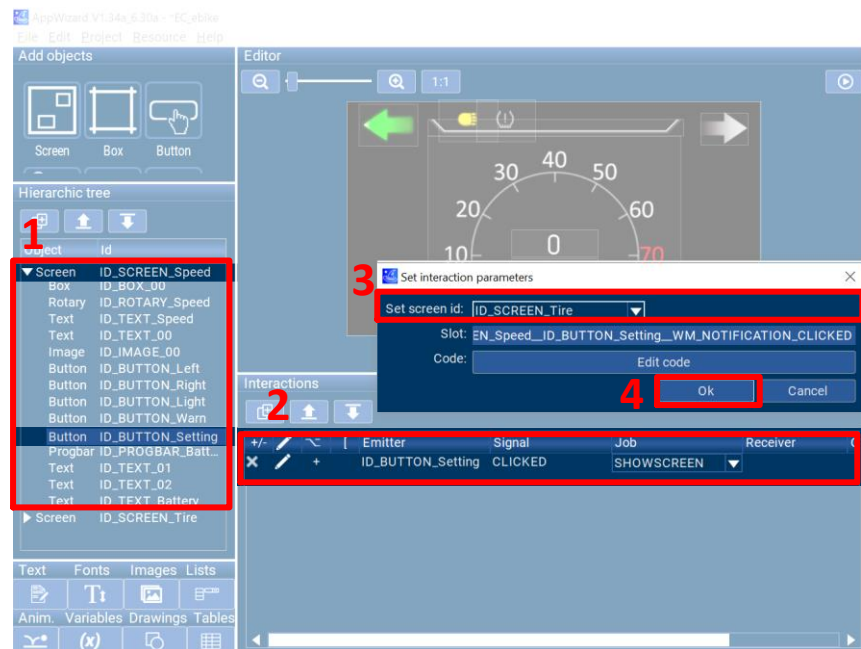 AppWizard V1.34x_6.30a - *EC_ebike
File Edit Project Resource Help
Add objects
Screen Box Button
Hierarchic tree
1
Object Id
Screen ID_SCREEN_Speed
Box ID_BOX_00
Rotary ID_ROTARY_Speed
Text ID_TEXT_Speed
Text ID_TEXT_00
Image ID_IMAGE_00
Button ID_BUTTON_Left
Button ID_BUTTON_Right
Button ID_BUTTON_Light
Button ID_BUTTON_Warn
Button ID_BUTTON_Setting
Progbar ID_PROGBAR_Batt...
Text ID_TEXT_01
Text ID_TEXT_02
Text ID_TEXT_Battery
Screen ID_SCREEN_Tire
Text Fonts Images Lists
Anim. Variables Drawings Tables
(x)
Editor
1:1
(!)
30 40 50
20 60
10 0 70
3
Set interaction parameters
Set screen id: ID_SCREEN_Tire
Slot: EN_Speed__ID_BUTTON_Setting__WM_NOTIFICATION_CLICKED
Code: Edit code
4 Ok Cancel
Interactions
2
+/- [ Emitter Signal Job Receiver
+ ID_BUTTON_Setting CLICKED SHOWSCREEN